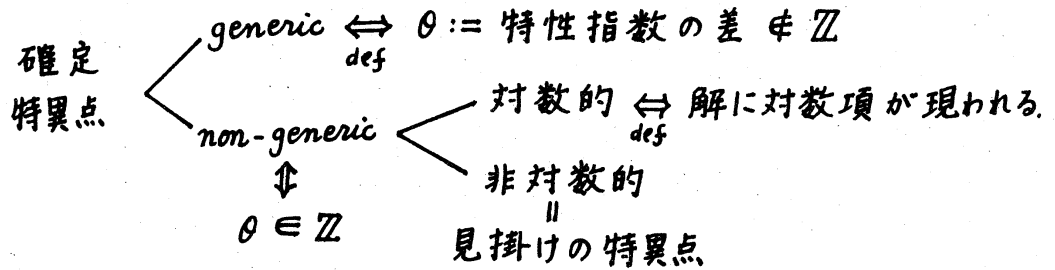 generic ⇔ θ := 特性指数の差 ∉ ℤ
def
確定
特異点
対数的 ⇔ 解に対数項が現われる.
def
non-generic
⇕
θ ∈ ℤ
非対数的
॥
見掛けの特異点